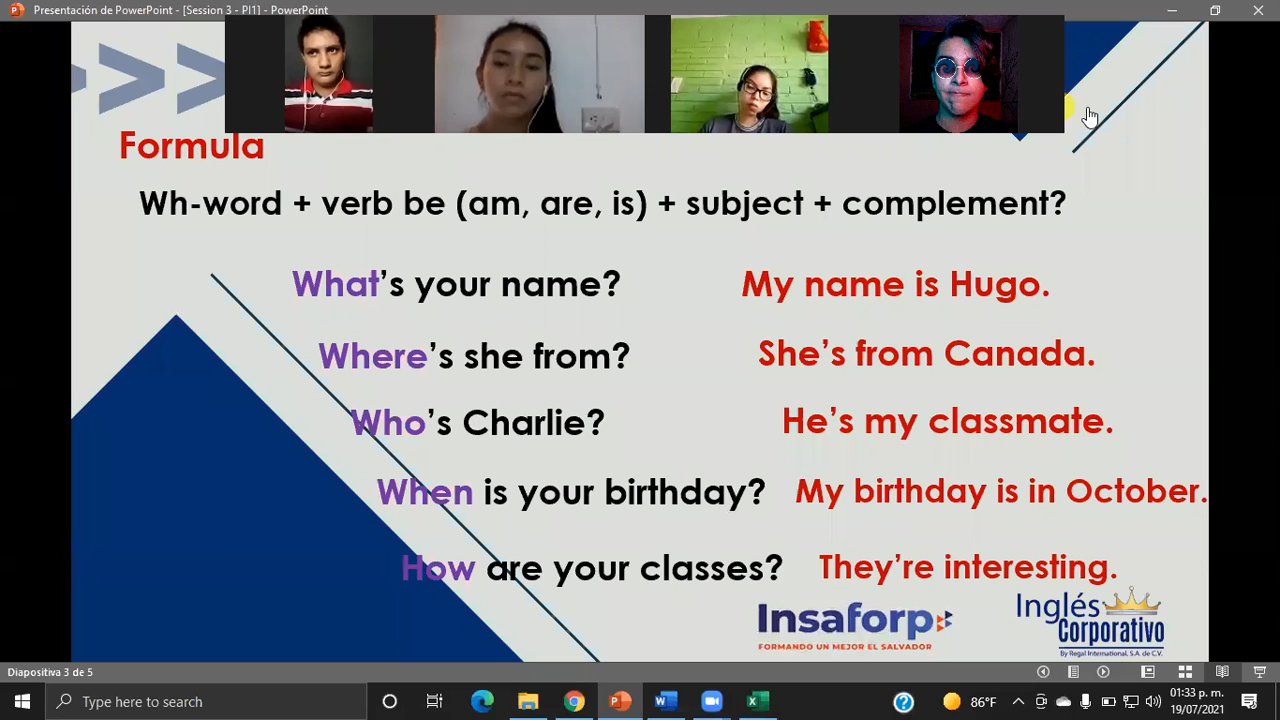 Presentación de PowerPoint - [Session 3 - PI1] - PowerPoint
Formula
Wh-word + verb be (am, are, is) + subject + complement?
What's your name? My name is Hugo.
Where's she from? She's from Canada.
Who's Charlie? He's my classmate.
When is your birthday? My birthday is in October.
How are your classes? They're interesting.
Insaforp
FORMANDO UN MEJOR EL SALVADOR
Inglés
Corporativo
By Regal International, S.A. de C.V.
Diapositiva 3 de 5
Type here to search
86°F
01:33 p. m.
19/07/2021